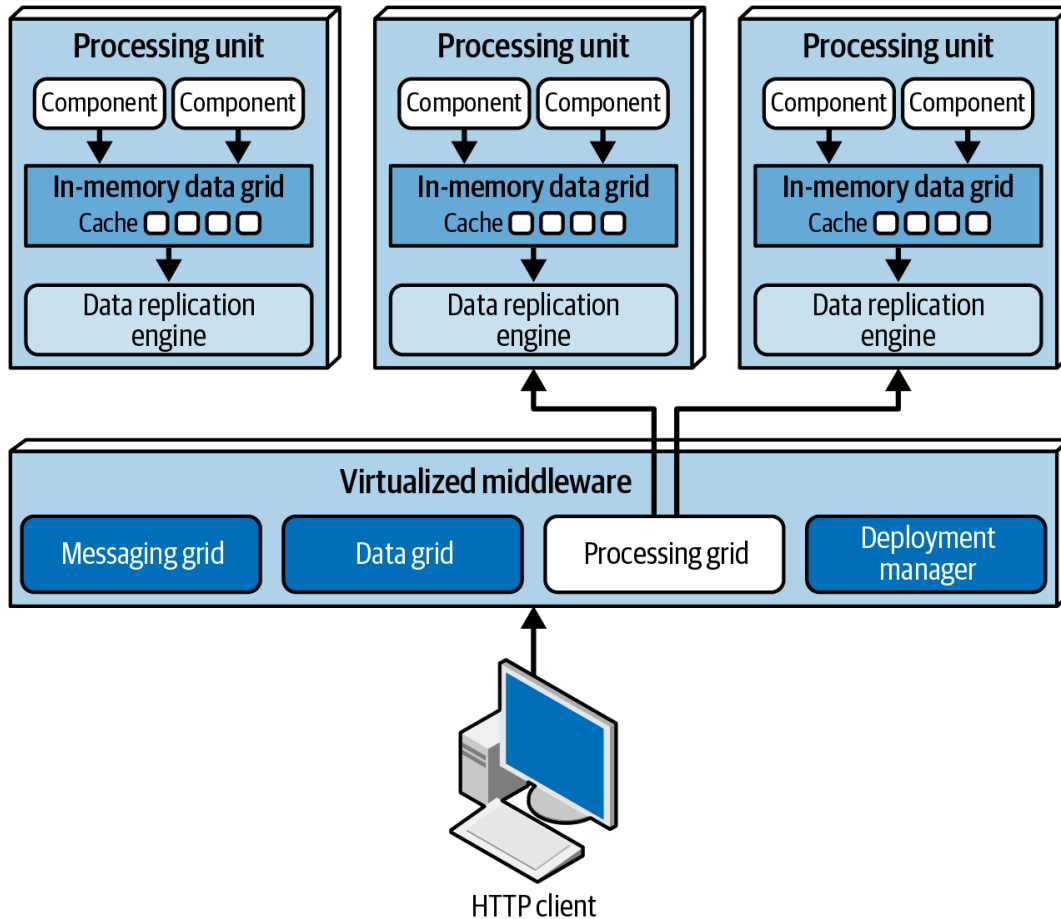 Processing unit
Component
Component
In-memory data grid
Cache
Data replication
engine
Processing unit
Component
Component
In-memory data grid
Cache
Data replication
engine
Processing unit
Component
Component
In-memory data grid
Cache
Data replication
engine
Virtualized middleware
Messaging grid
Data grid
Processing grid
Deployment
manager
HTTP client